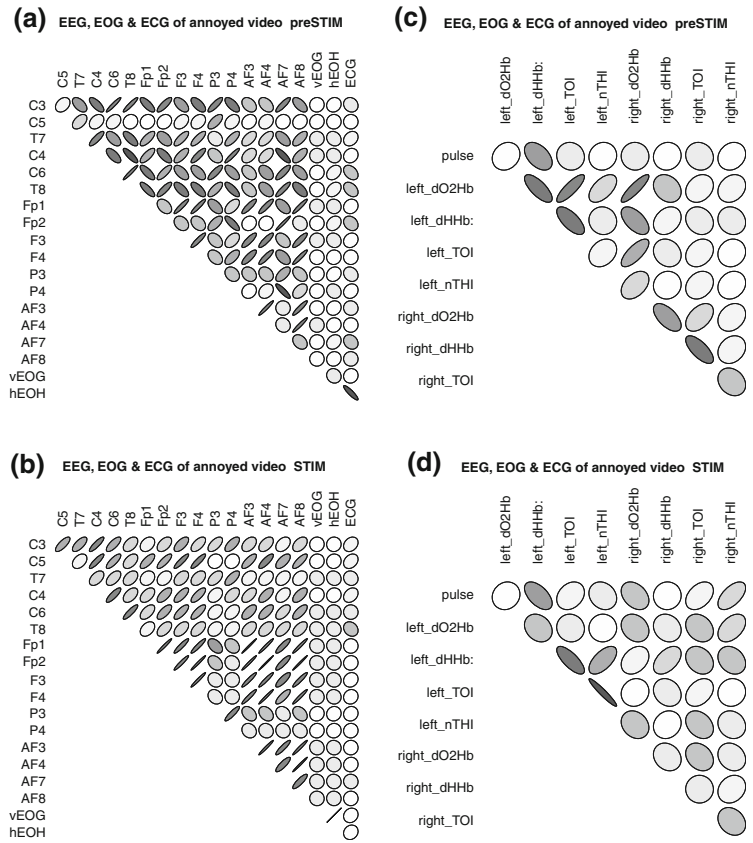 (a) EEG, EOG & ECG of annoyed video preSTIM
C5 T7 C4 C6 T8 Fp1 Fp2 F3 F4 P3 P4 AF3 AF4 AF7 AF8 vEOG hEOH ECG
C3
C5
T7
C4
C6
T8
Fp1
Fp2
F3
F4
P3
P4
AF3
AF4
AF7
AF8
vEOG
hEOH
(b) EEG, EOG & ECG of annoyed video STIM
C5 T7 C4 C6 T8 Fp1 Fp2 F3 F4 P3 P4 AF3 AF4 AF7 AF8 vEOG hEOH ECG
C3
C5
T7
C4
C6
T8
Fp1
Fp2
F3
F4
P3
P4
AF3
AF4
AF7
AF8
vEOG
hEOH
(c) EEG, EOG & ECG of annoyed video preSTIM
left_dO2Hb left_dHHb: left_TOI left_nTHI right_dO2Hb right_dHHb right_TOI right_nTHI
pulse
left_dO2Hb
left_dHHb:
left_TOI
left_nTHI
right_dO2Hb
right_dHHb
right_TOI
(d) EEG, EOG & ECG of annoyed video STIM
left_dO2Hb left_dHHb: left_TOI left_nTHI right_dO2Hb right_dHHb right_TOI right_nTHI
pulse
left_dO2Hb
left_dHHb:
left_TOI
left_nTHI
right_dO2Hb
right_dHHb
right_TOI